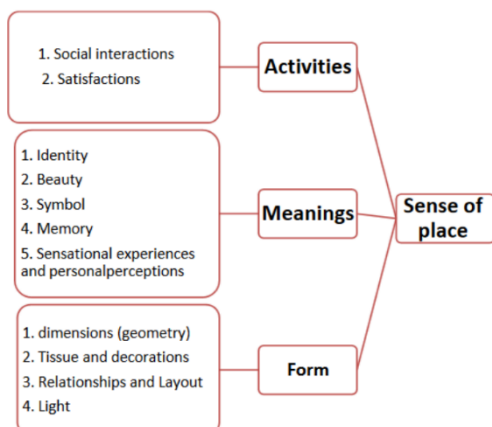 1. Social interactions
2. Satisfactions
Activities
1. Identity
2. Beauty
3. Symbol
4. Memory
5. Sensational experiences
and personalperceptions
Meanings
Sense of
place
1. dimensions (geometry)
2. Tissue and decorations
3. Relationships and Layout
4. Light
Form